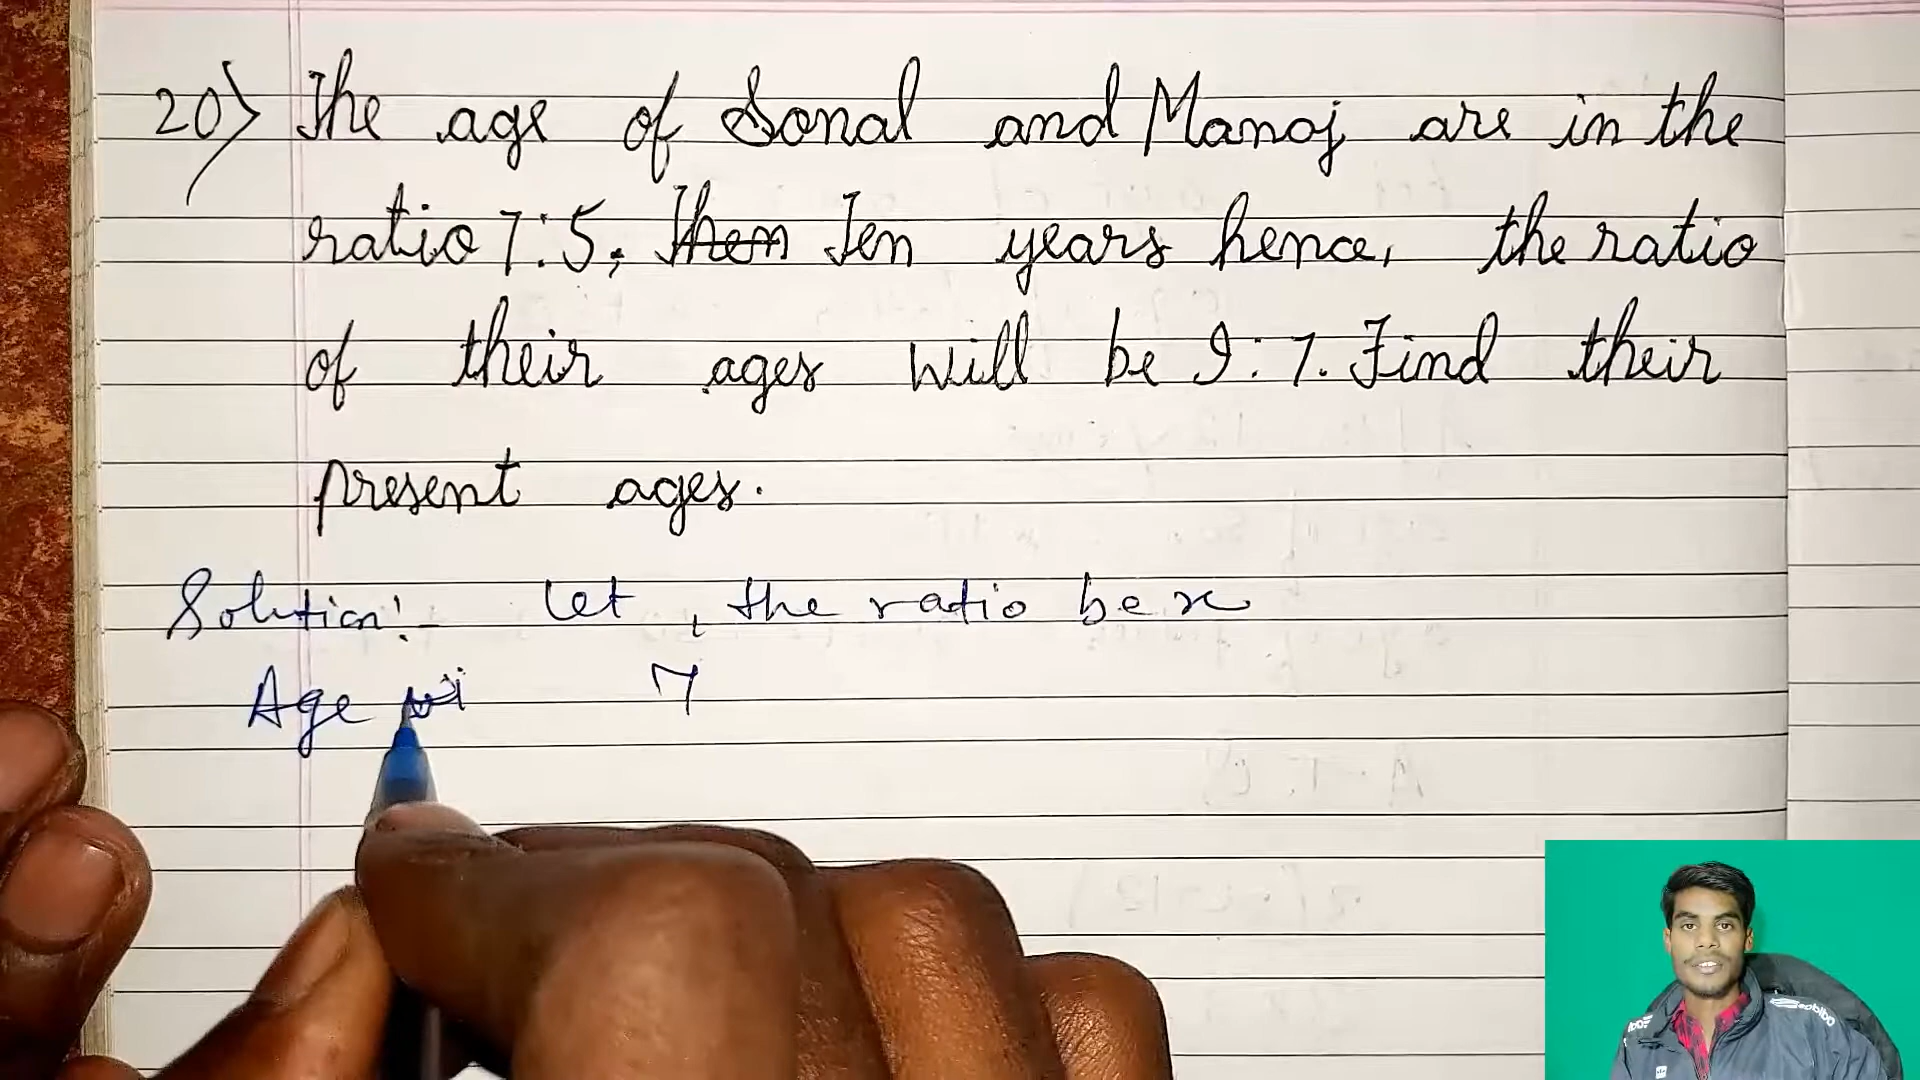 20) The age of Sonal and Manoj are in the
ratio 7:5, Then Ten years hence, the ratio
of their ages will be 9:7. Find their
present ages.
Solution:- Let, the ratio be x
Age 7
adidas